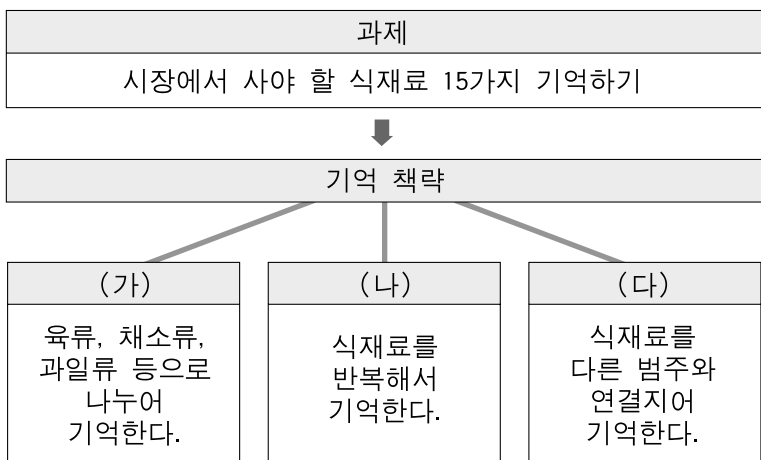 과제
시장에서 사야 할 식재료 15가지 기억하기
기억 책략
(가)
육류, 채소류,
과일류 등으로
나누어
기억한다.
(나)
식재료를
반복해서
기억한다.
(다)
식재료를
다른 범주와
연결지어
기억한다.